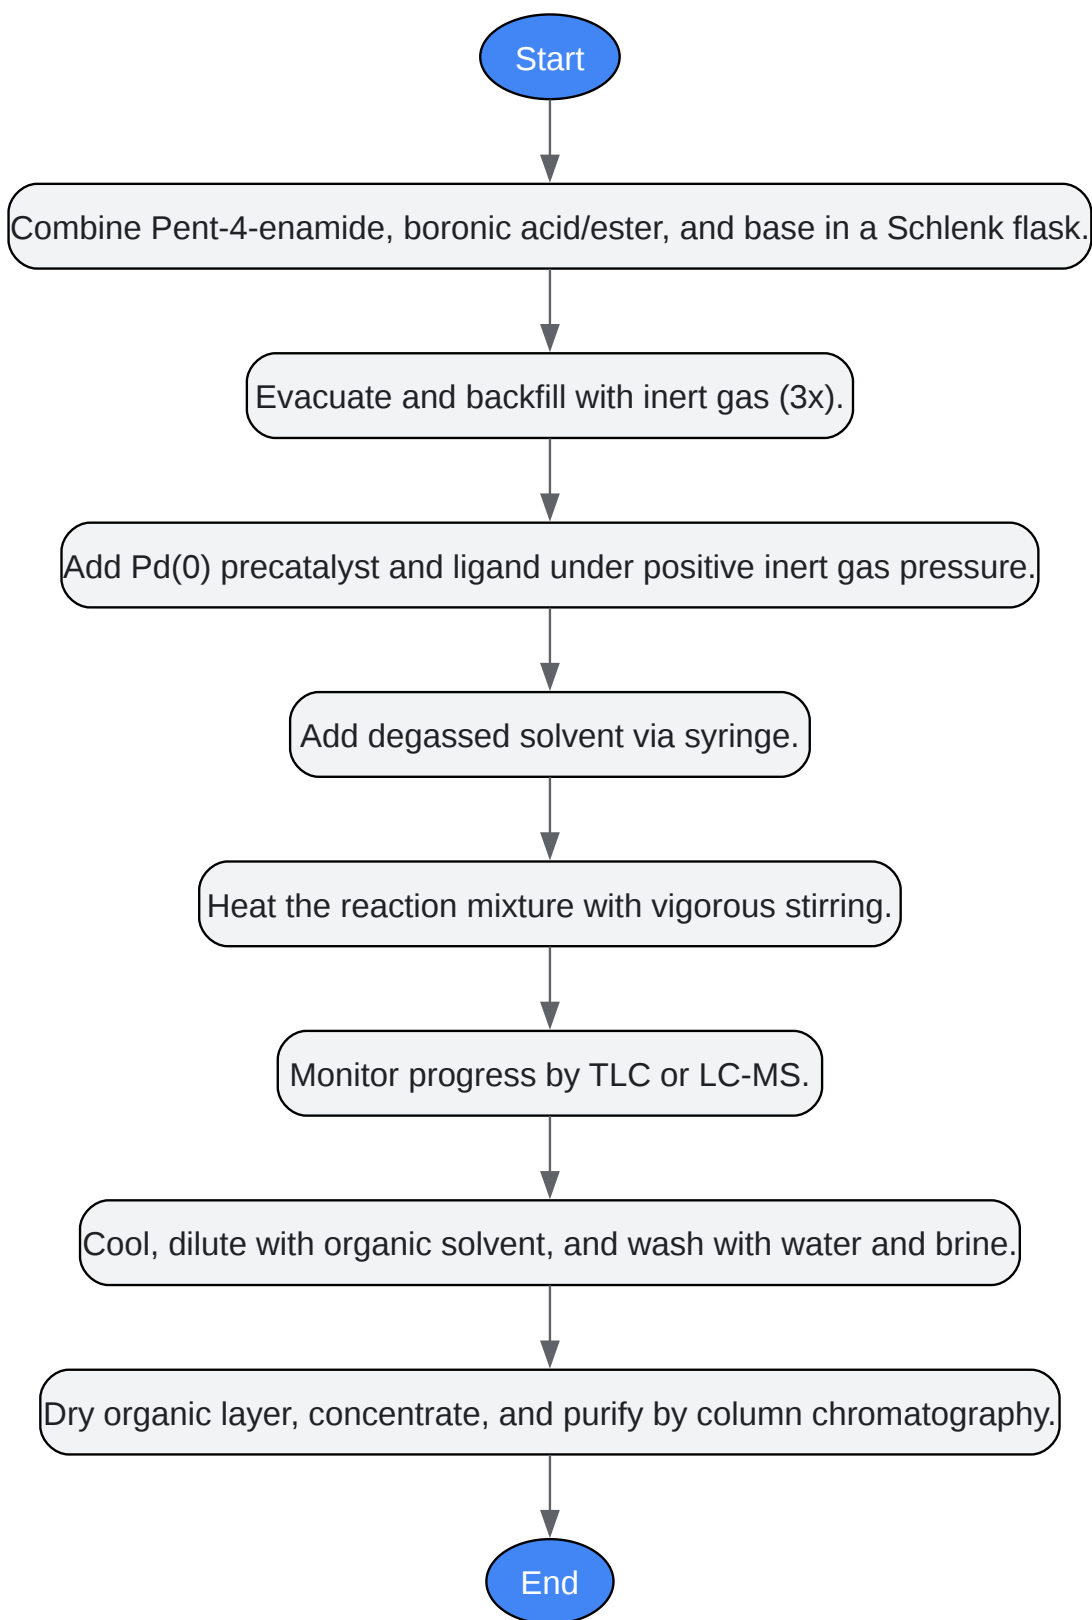 Start
Combine Pent-4-enamide, boronic acid/ester, and base in a Schlenk flask.
Evacuate and backfill with inert gas (3x).
Add Pd(0) precatalyst and ligand under positive inert gas pressure.
Add degassed solvent via syringe.
Heat the reaction mixture with vigorous stirring.
Monitor progress by TLC or LC-MS.
Cool, dilute with organic solvent, and wash with water and brine.
Dry organic layer, concentrate, and purify by column chromatography.
End